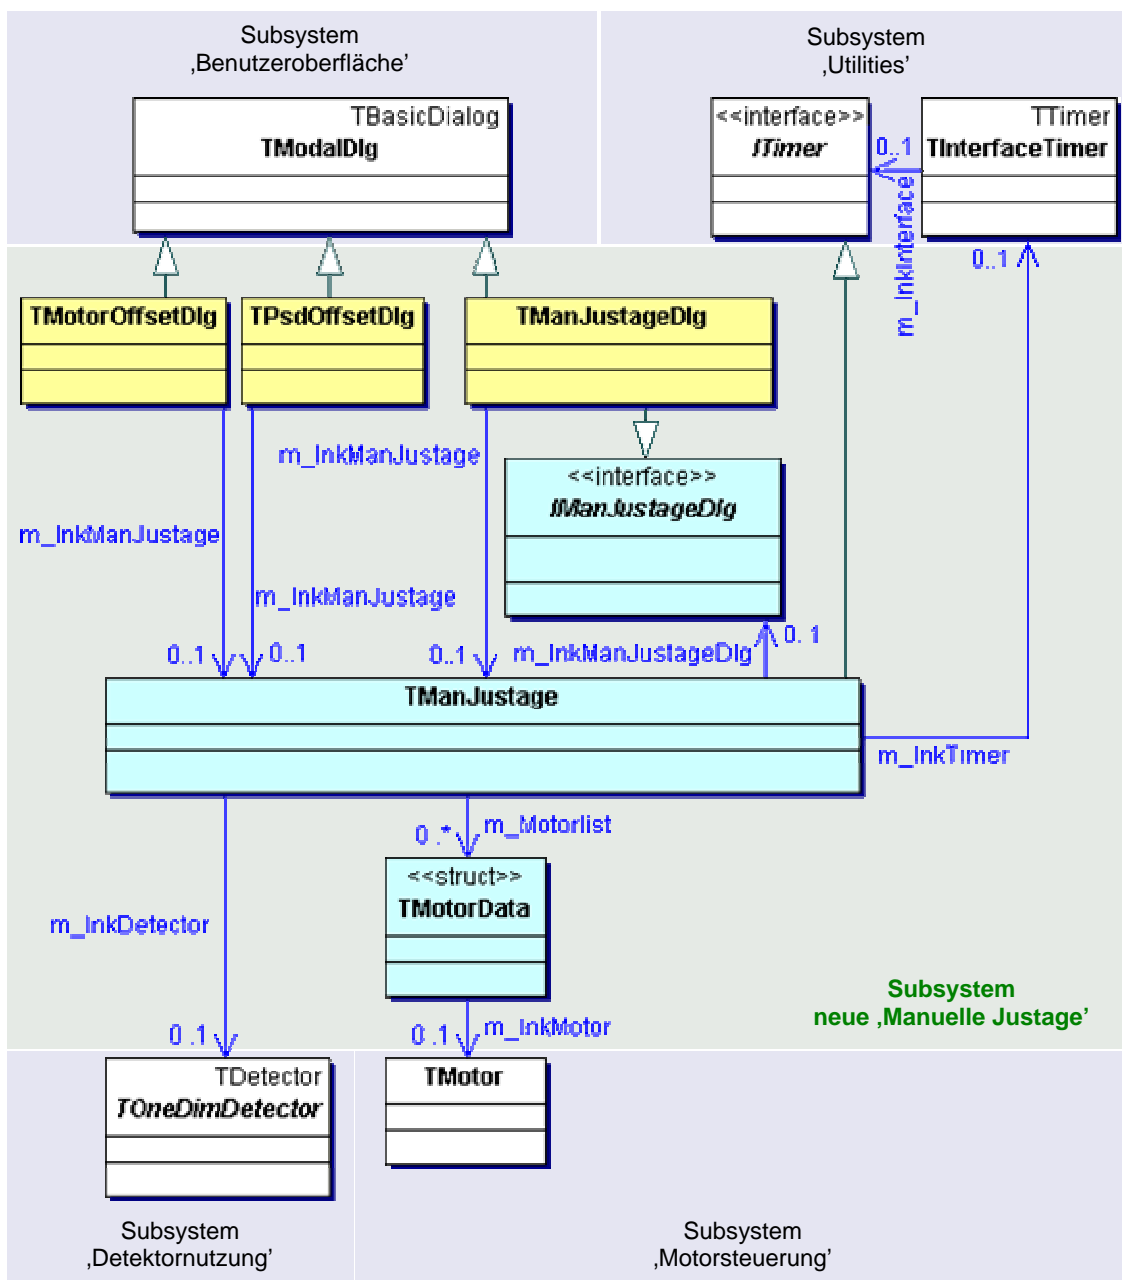 Subsystem
‚Benutzeroberfläche’
Subsystem
‚Utilities’
TBasicDialog
TModalDlg
<<interface>>
ITimer
0..1
TTimer
TInterfaceTimer
m_lnkInterface
0..1
TMotorOffsetDlg
TPsdOffsetDlg
TManJustageDlg
m_lnkManJustage
<<interface>>
IManJustageDlg
m_lnkManJustage
m_lnkManJustage
0..1
0..1
0..1
m_lnkManJustageDlg
0..1
TManJustage
m_lnkTimer
0..*
m_Motorlist
<<struct>>
TMotorData
m_lnkDetector
Subsystem
neue ‚Manuelle Justage’
0..1
0..1
m_lnkMotor
TDetector
TOneDimDetector
TMotor
Subsystem
‚Detektornutzung’
Subsystem
‚Motorsteuerung’